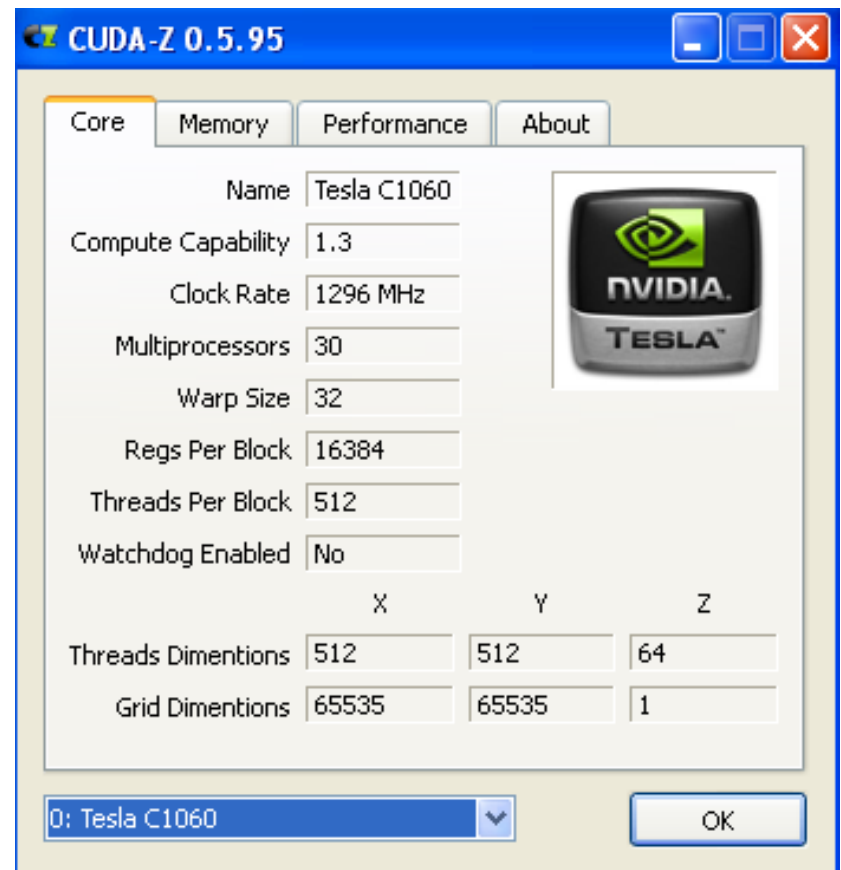 CZ CUDA-Z 0.5.95
Core Memory Performance About
Name Tesla C1060
Compute Capability 1.3
Clock Rate 1296 MHz
Multiprocessors 30
Warp Size 32
Regs Per Block 16384
Threads Per Block 512
Watchdog Enabled No
NVIDIA.
TESLA™
X Y Z
Threads Dimentions 512 512 64
Grid Dimentions 65535 65535 1
0: Tesla C1060 OK